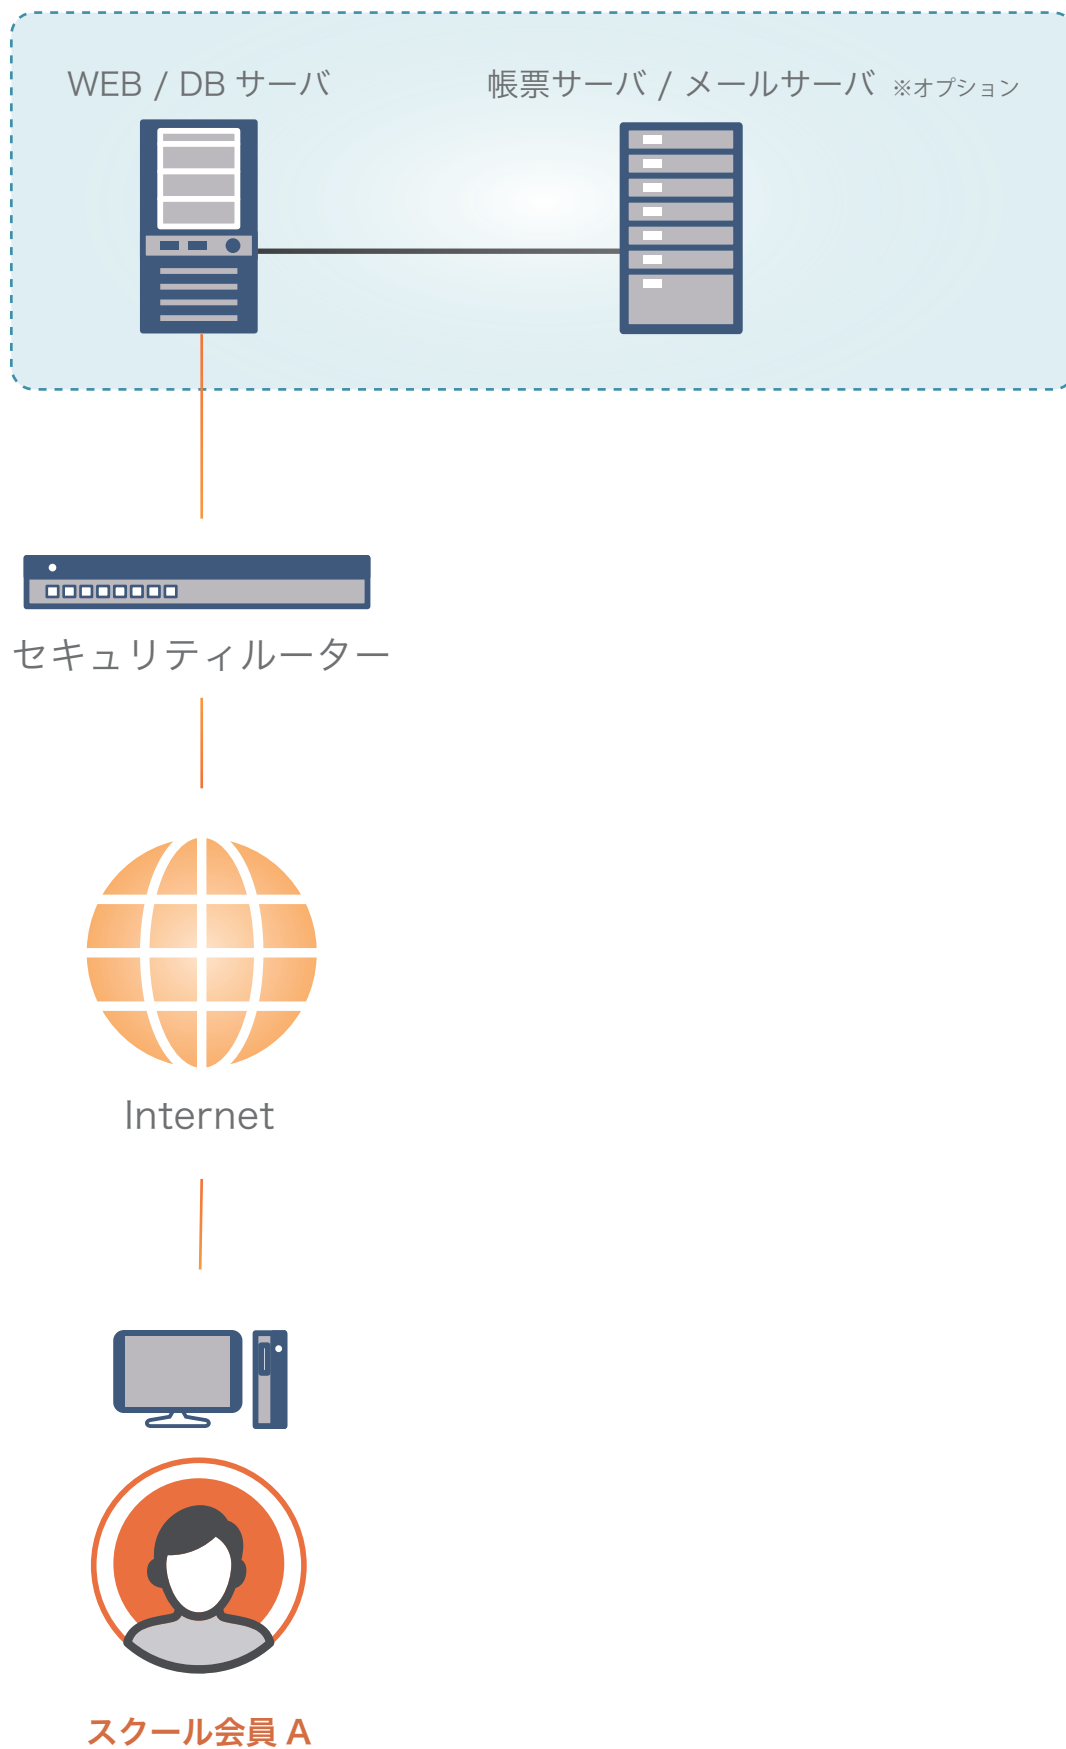 WEB / DB サーバ
帳票サーバ / メールサーバ ※オプション
セキュリティルーター
Internet
スクール会員 A